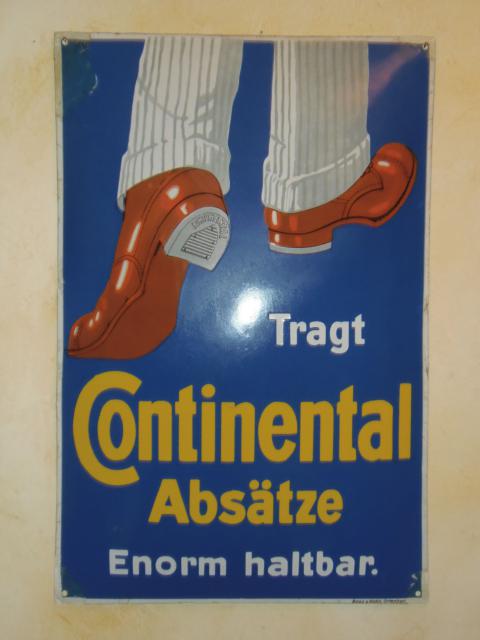 Tragt
Continental
Absätze
Enorm haltbar.